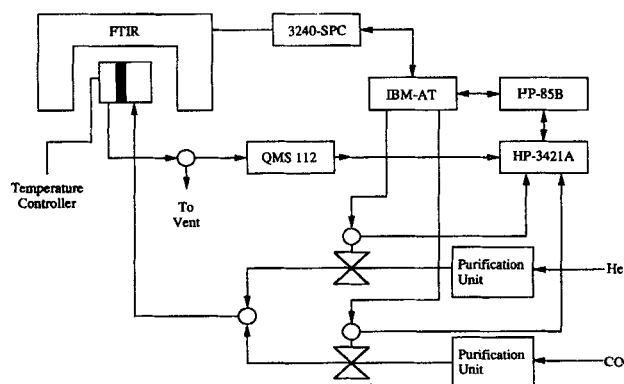 FTIR
3240-SPC
IBM-AT
HP-85B
QMS 112
HP-3421A
Temperature
Controller
To
Vent
Purification
Unit
He
Purification
Unit
CO